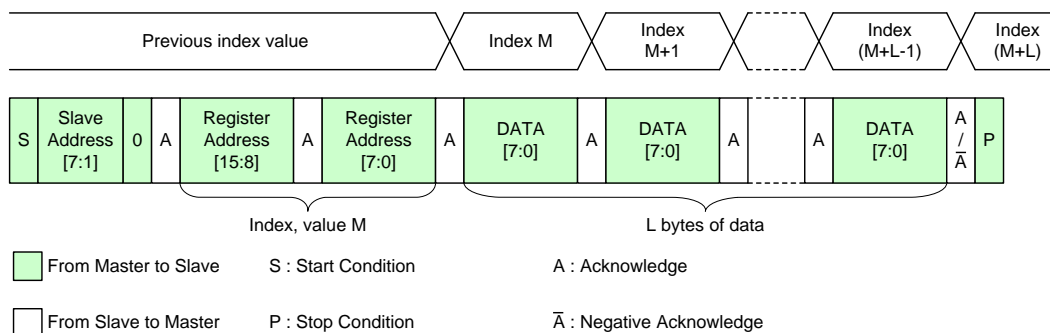 Previous index value
Index M
Index
M+1
Index
(M+L-1)
Index
(M+L)
S
Slave
Address
[7:1]
0
A
Register
Address
[15:8]
A
Register
Address
[7:0]
A
DATA
[7:0]
A
DATA
[7:0]
A
A
DATA
[7:0]
A
/
A̅
P
Index, value M
L bytes of data
From Master to Slave
S : Start Condition
A : Acknowledge
From Slave to Master
P : Stop Condition
A̅ : Negative Acknowledge